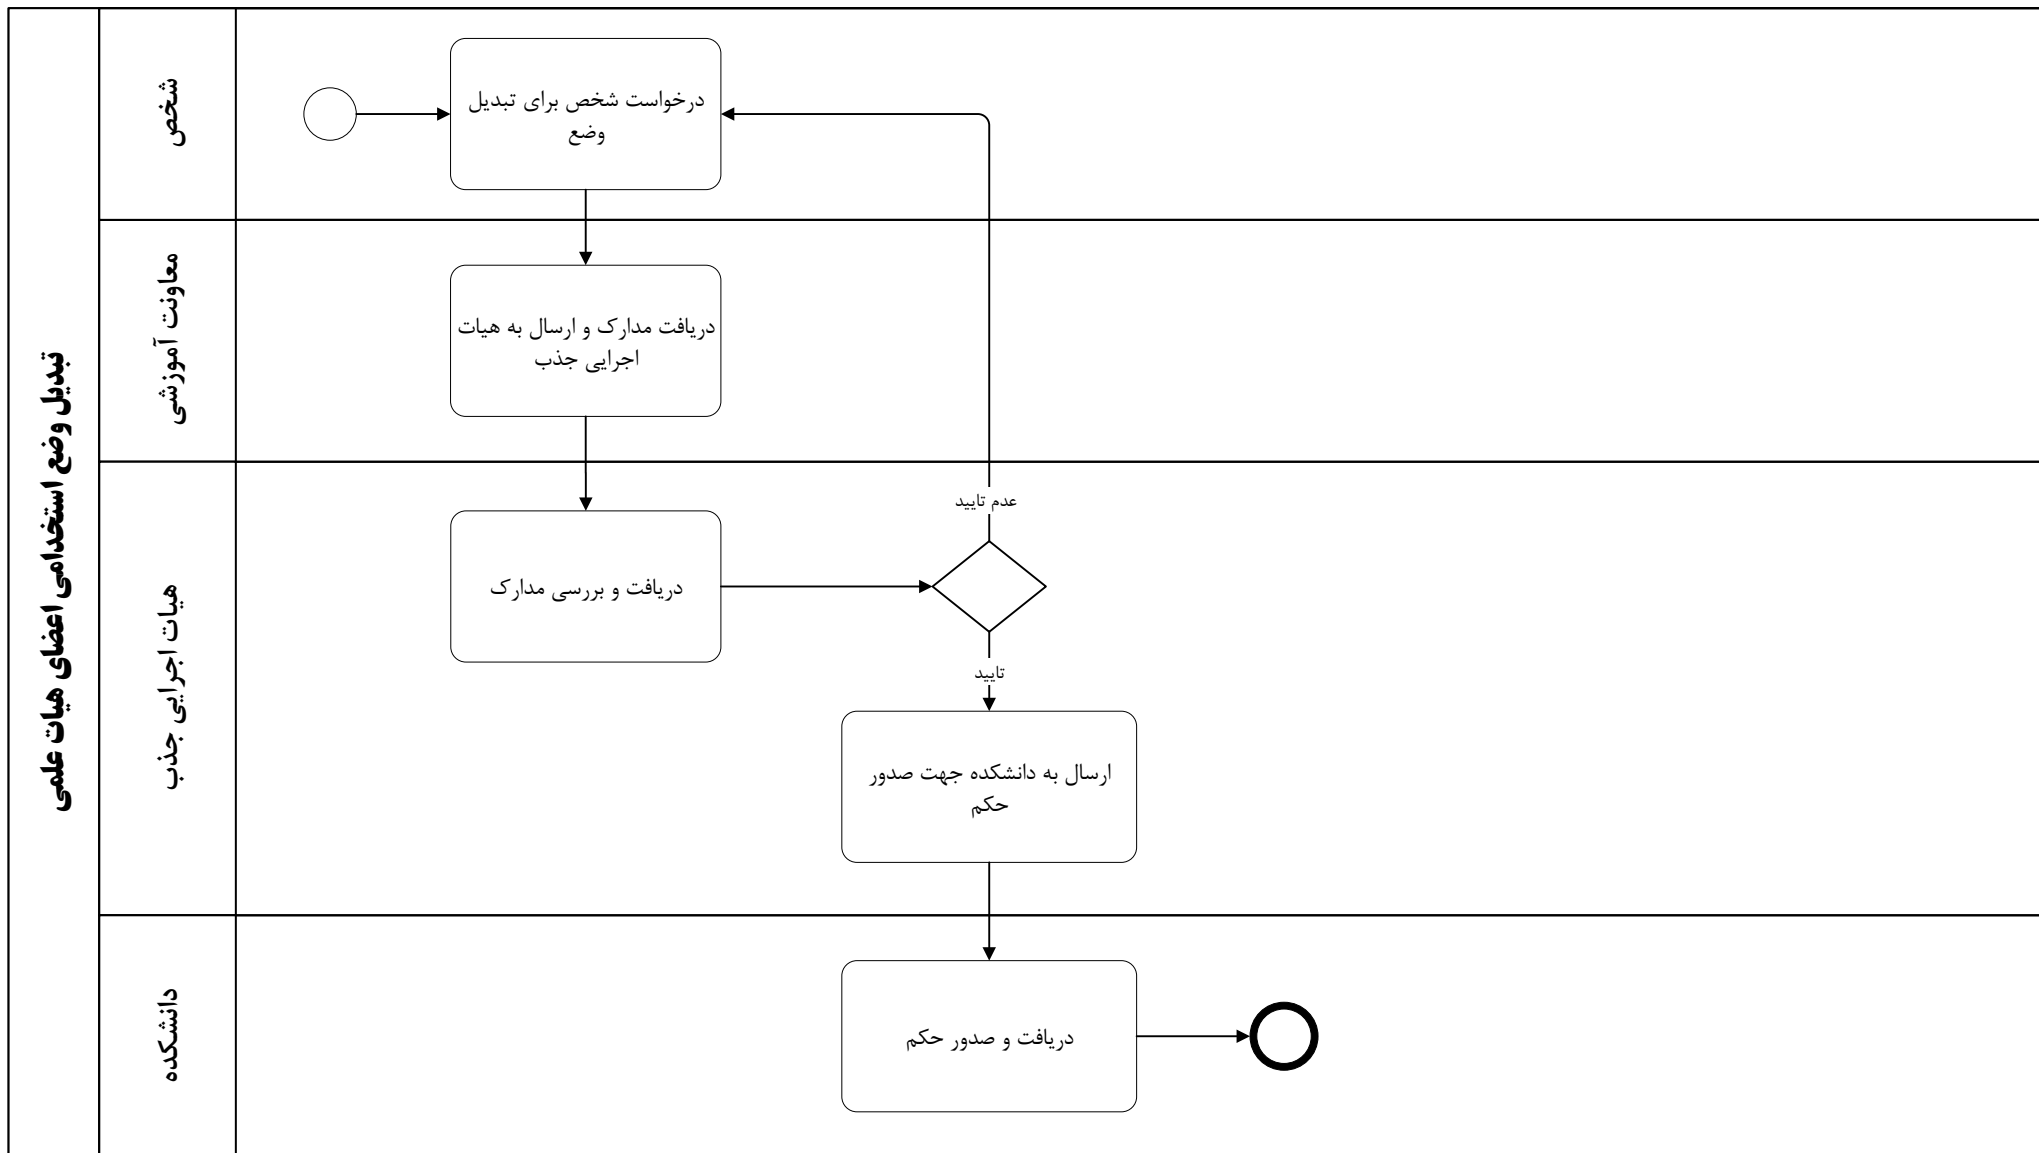 تبدیل وضع استخدامی اعضای هیات علمی
شخص
درخواست شخص برای تبدیل
وضع
معاونت آموزشی
دریافت مدارک و ارسال به هیات
اجرایی جذب
هیات اجرایی جذب
عدم تایید
دریافت و بررسی مدارک
تایید
ارسال به دانشکده جهت صدور
حکم
دانشکده
دریافت و صدور حکم